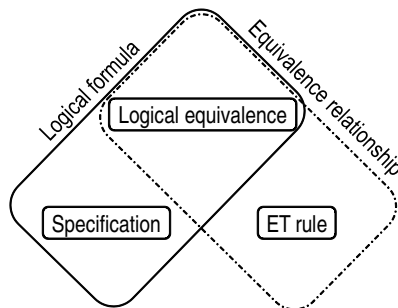 Logical formula
Equivalence relationship
Logical equivalence
Specification
ET rule